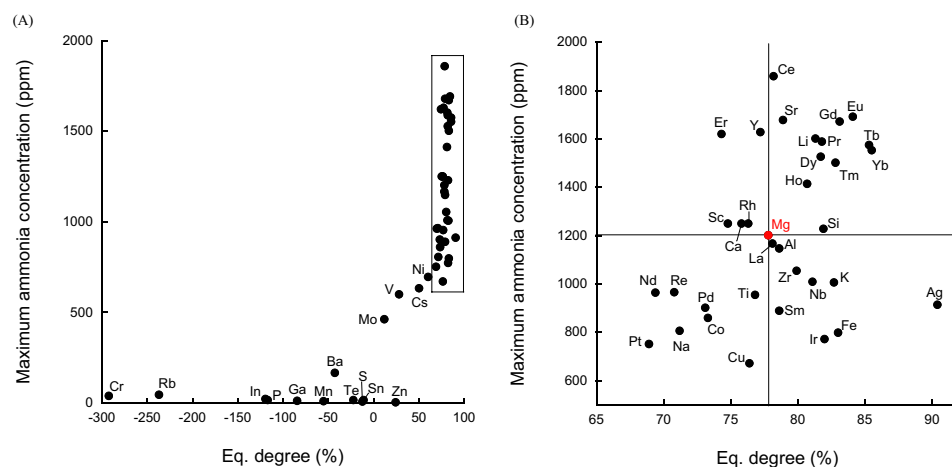 (A)
Maximum ammonia concentration (ppm)
2000
1500
1000
500
0
-300 -250 -200 -150 -100 -50 0 50 100
Eq. degree (%)
Ni
V
Cs
Mo
Ba
S
Cr Rb In P Ga Mn Te Sn Zn
(B)
Maximum ammonia concentration (ppm)
2000
1800
1600
1400
1200
1000
800
600
65 70 75 80 85 90
Eq. degree (%)
Ce
Sr Gd Eu
Er Y Li Pr Tb
Dy Tm Yb
Ho
Sc Rh Mg Si
Ca La Al
Zr K
Nd Re Ti Nb Ag
Pd Sm
Co Fe
Pt Na Ir
Cu